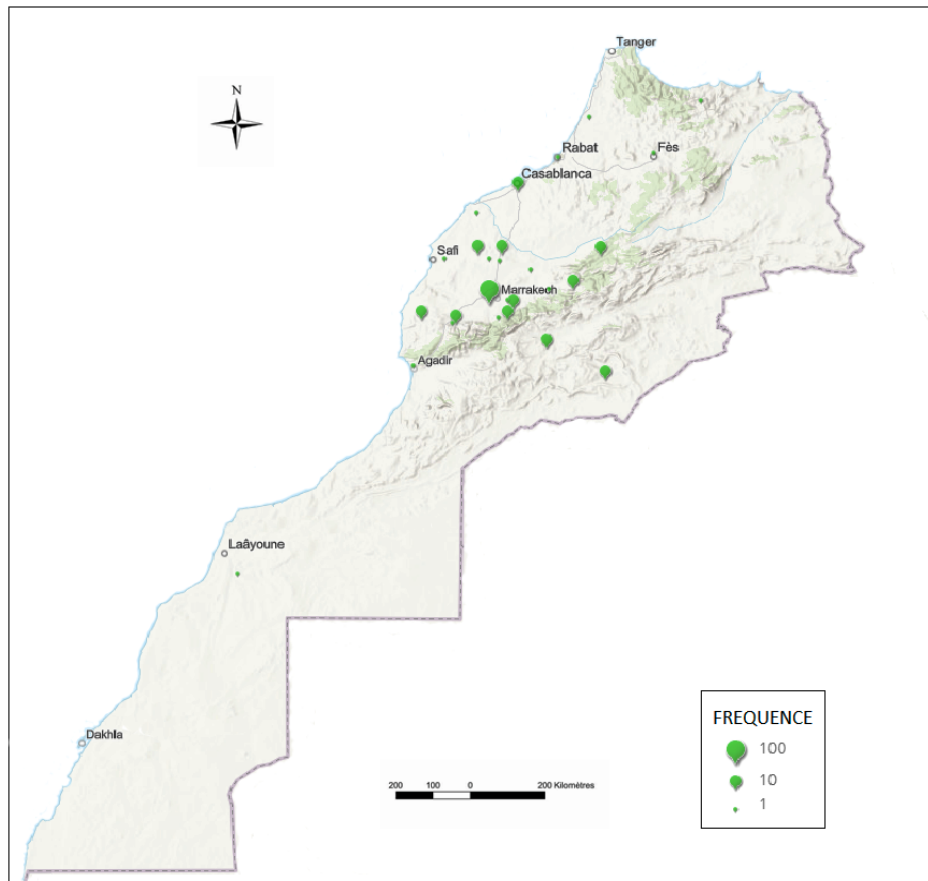 Tanger
N
Rabat
Fès
Casablanca
Safi
Marrakech
Agadir
Laâyoune
Dakhla
FREQUENCE
100
10
1
200 100 0 200 Kilomètres